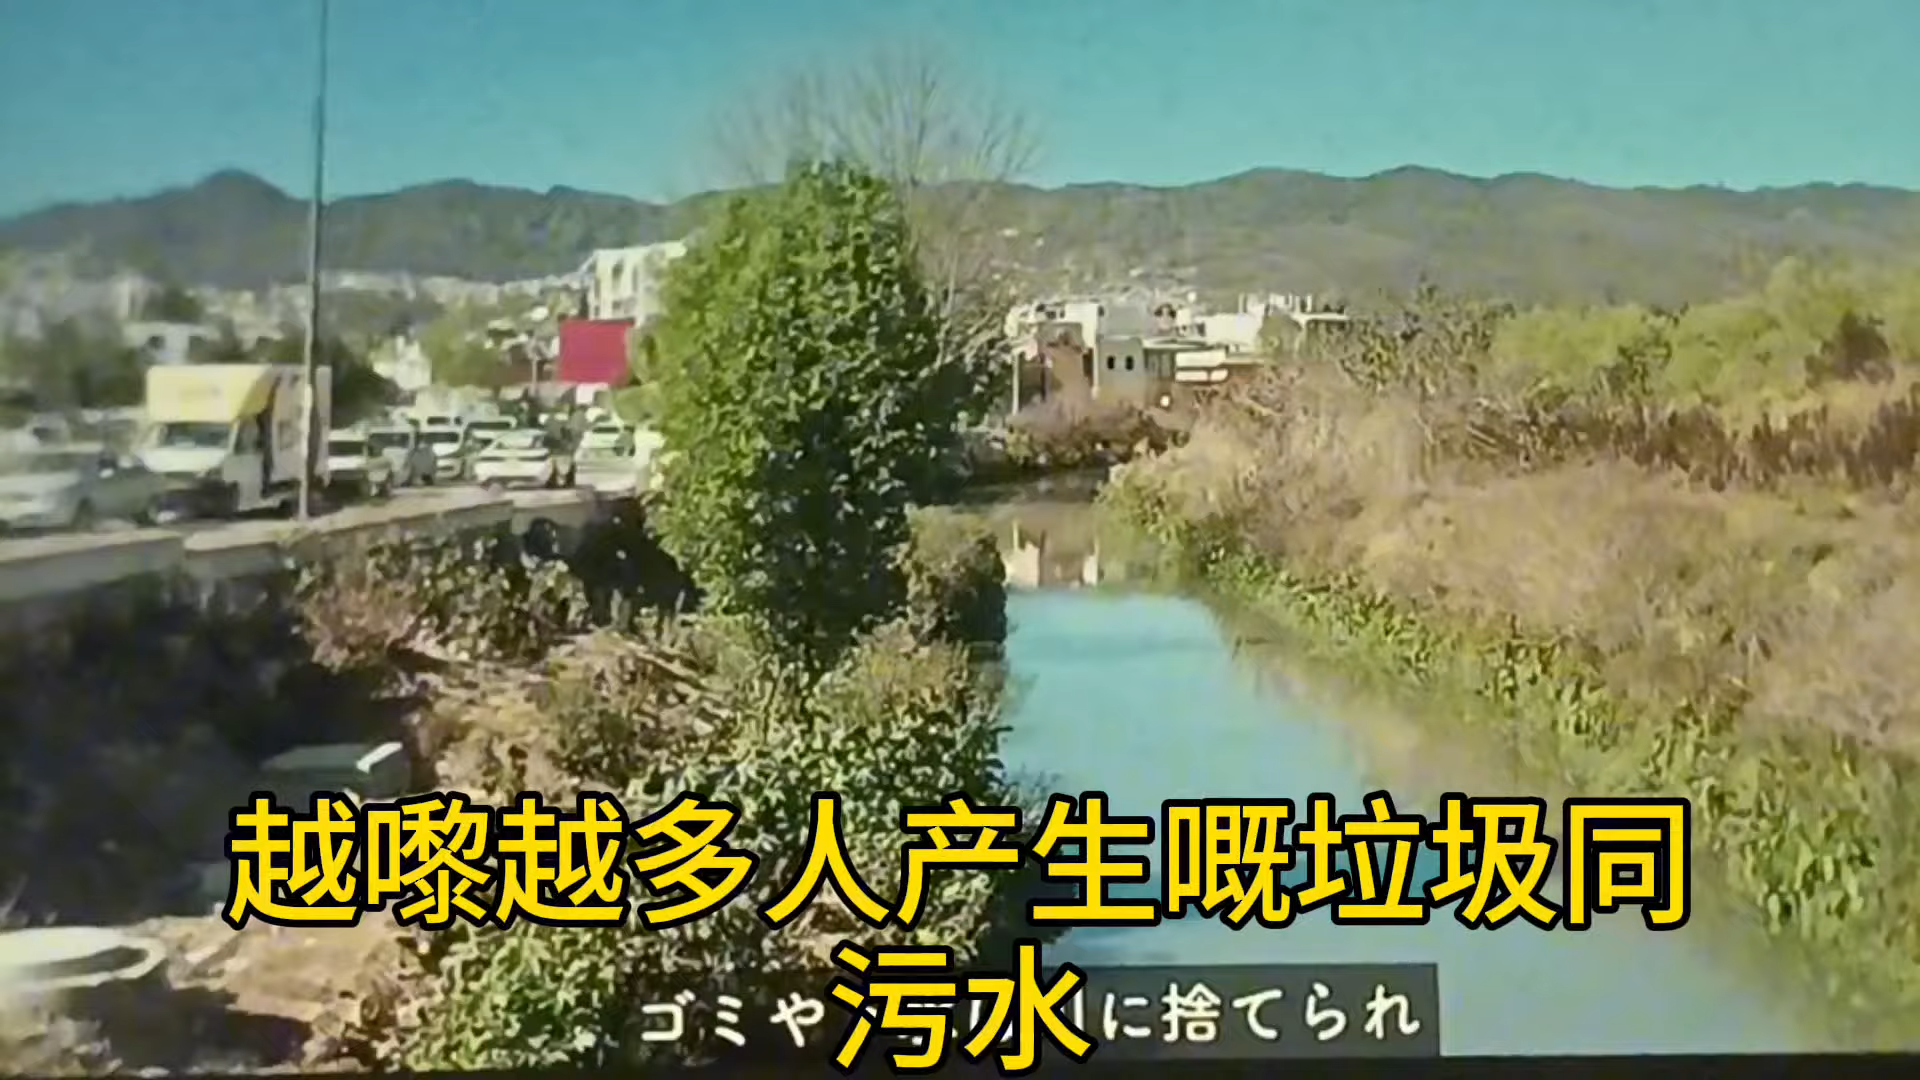 越嚟越多人产生嘅垃圾同
污水
ゴミや
に捨てられ